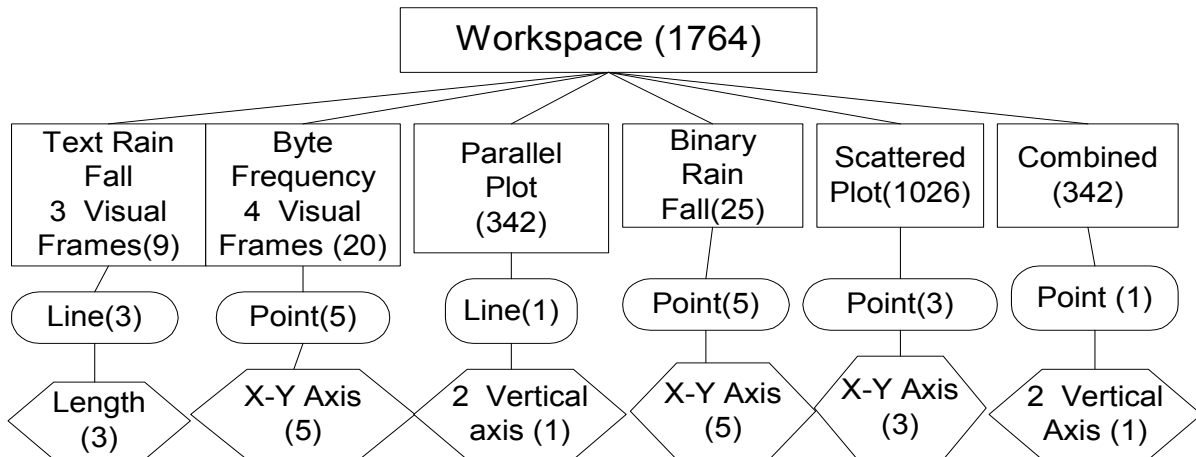 Workspace (1764)
Text Rain
Fall
3 Visual
Frames(9)
Byte
Frequency
4 Visual
Frames (20)
Parallel
Plot
(342)
Binary
Rain
Fall(25)
Scattered
Plot(1026)
Combined
(342)
Line(3)
Point(5)
Line(1)
Point(5)
Point(3)
Point (1)
Length
(3)
X-Y Axis
(5)
2 Vertical
axis (1)
X-Y Axis
(5)
X-Y Axis
(3)
2 Vertical
Axis (1)